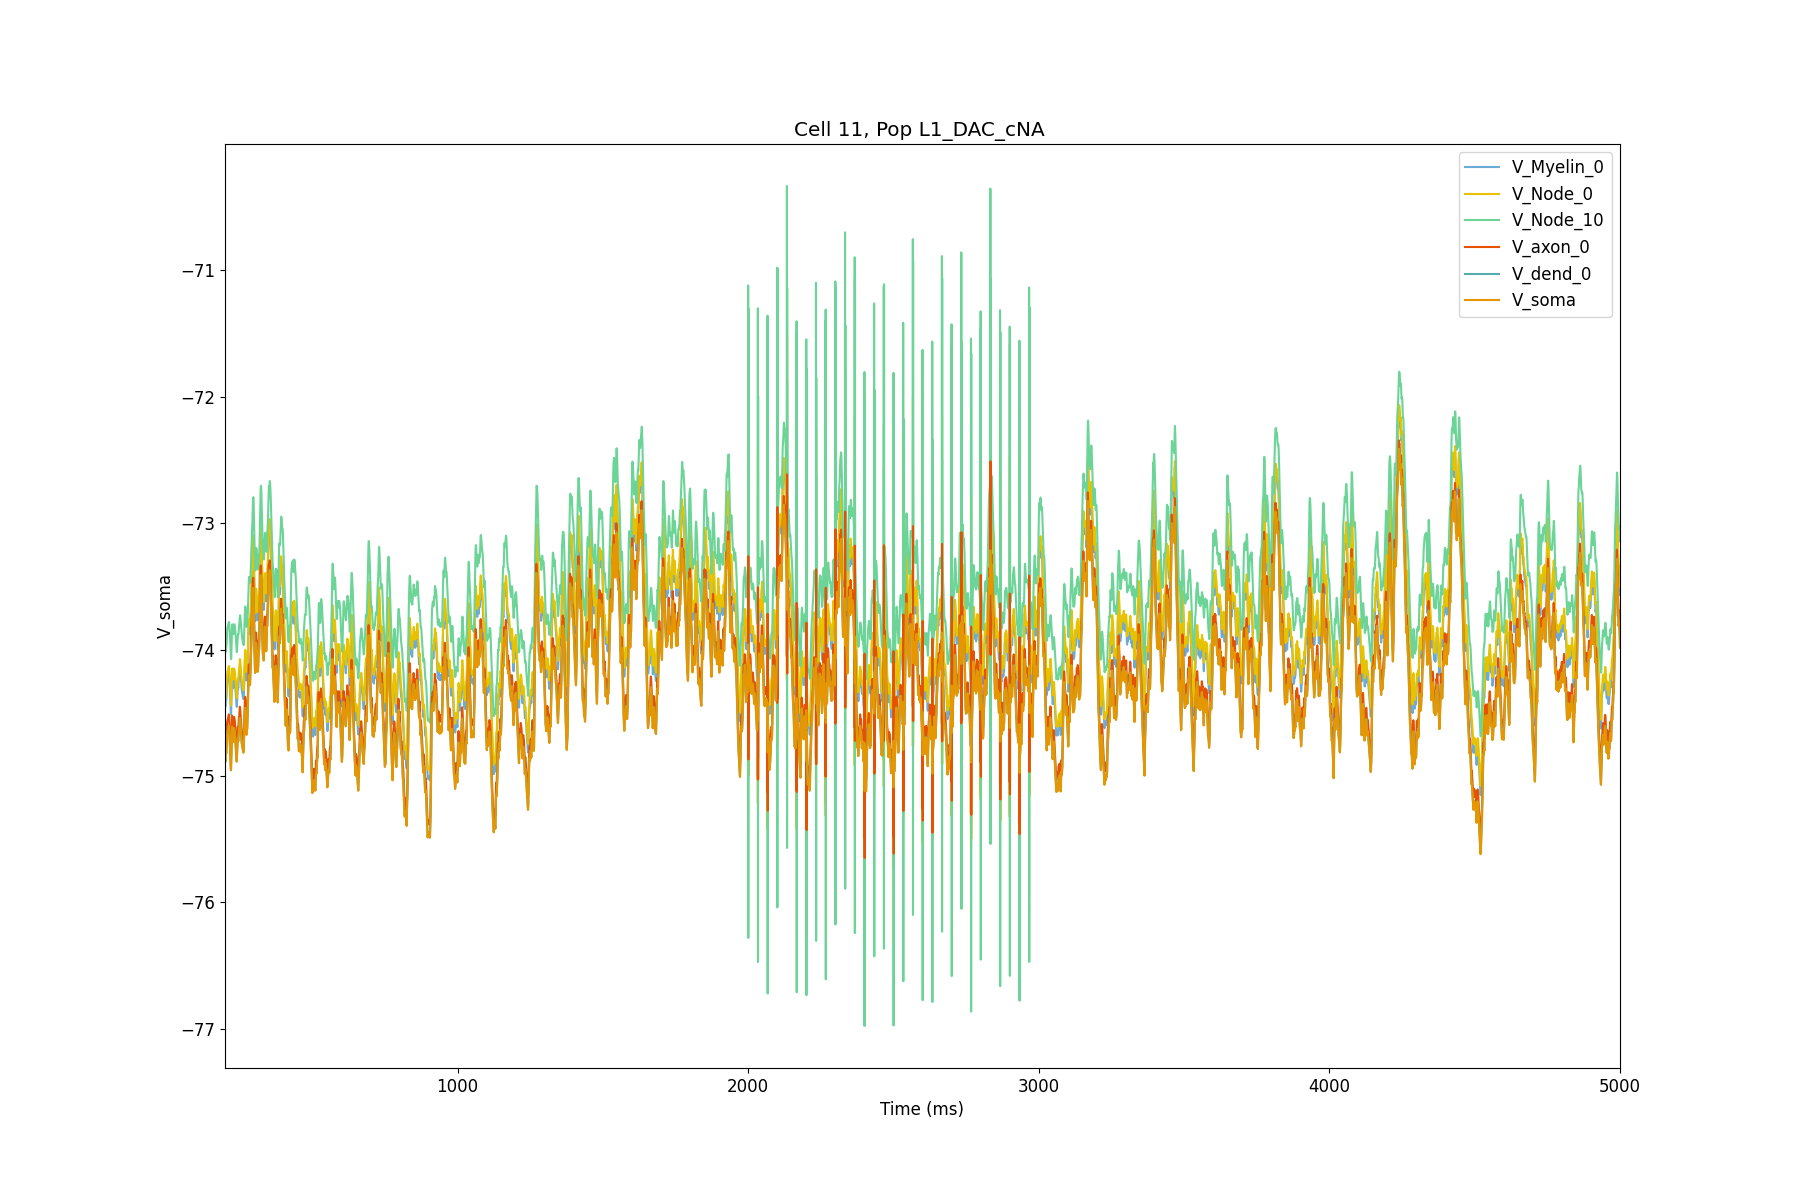 Cell 11, Pop L1_DAC_cNA
V_Myelin_0
V_Node_0
V_Node_10
V_axon_0
V_dend_0
V_soma
−71
−72
−73
−74
−75
−76
−77
V_soma
1000
2000
3000
4000
5000
Time (ms)